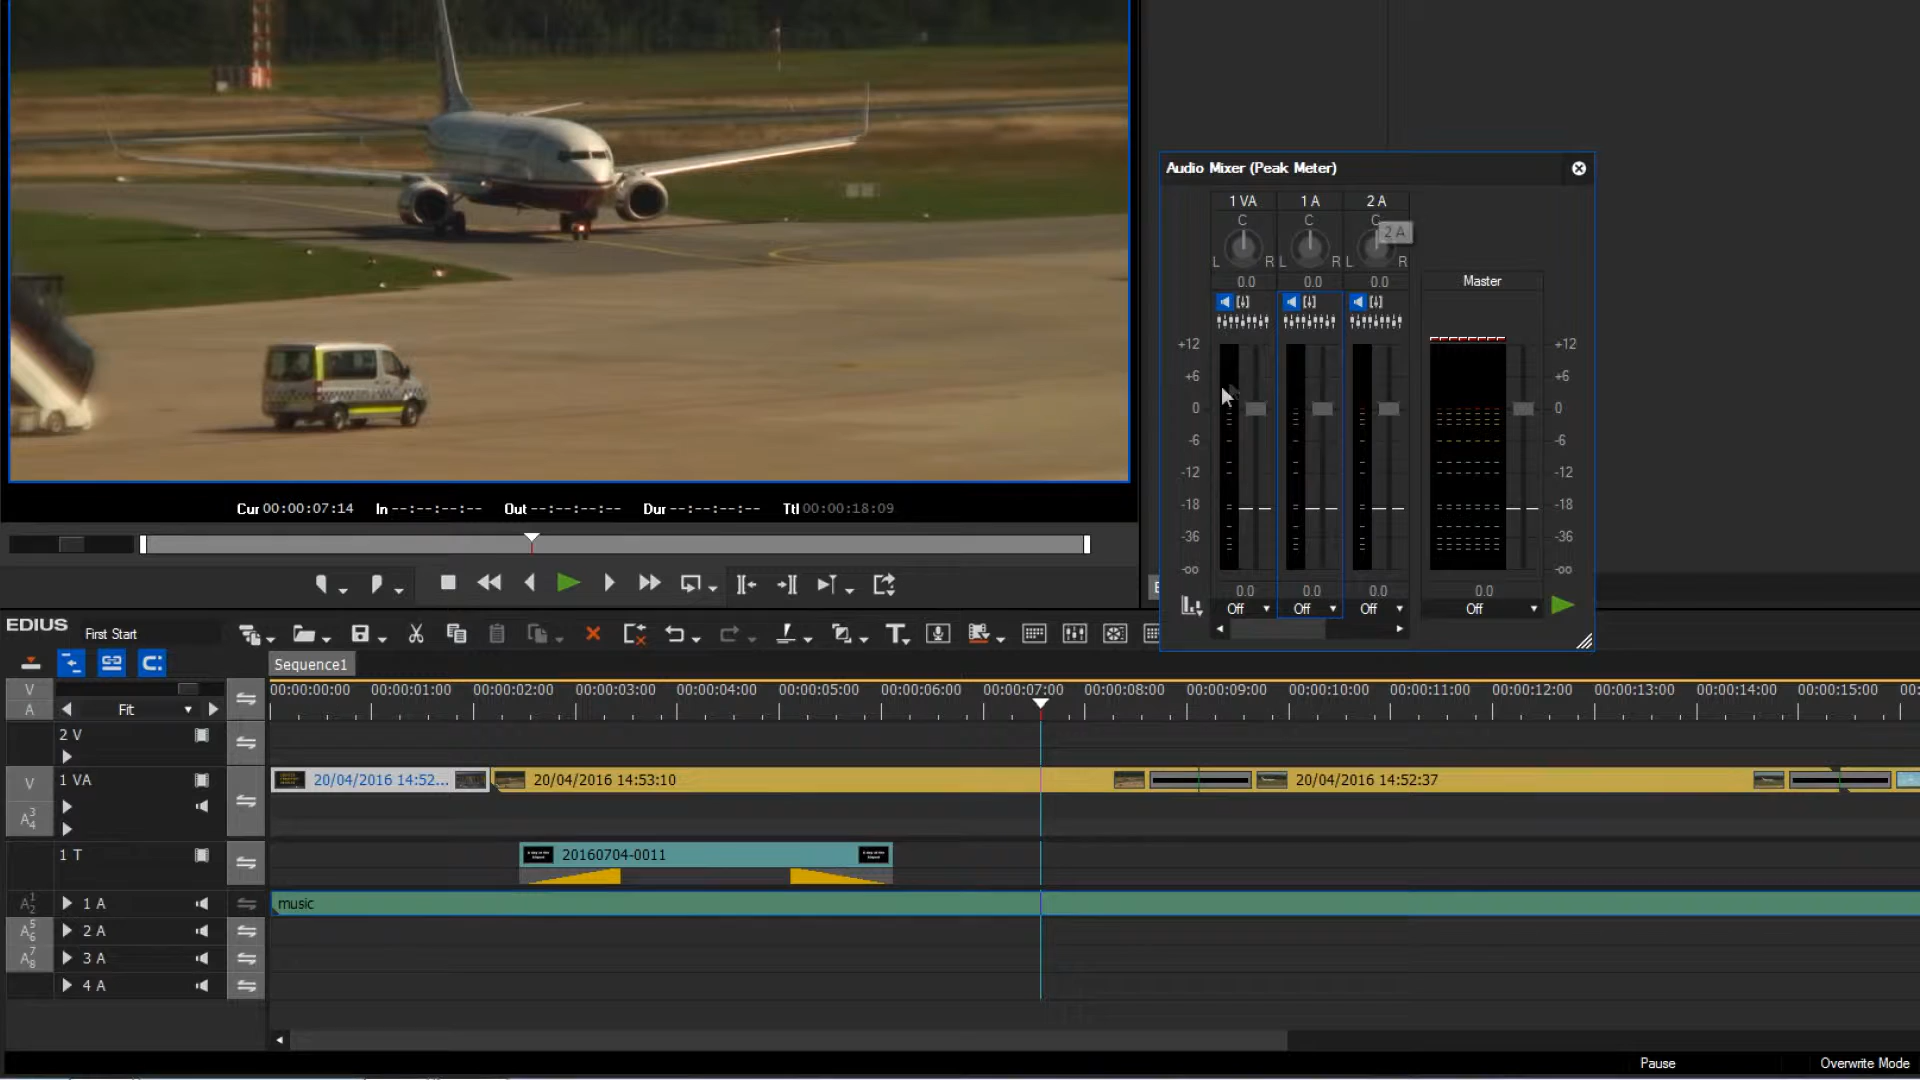 Audio Mixer (Peak Meter)
1 VA 1 A 2 A
C C C
2 A
L R L R L R
0.0 0.0 0.0
Master
+12 +12
+6 +6
0 0
-6 -6
-12 -12
-18 -18
-36 -36
-oo -oo
0.0 0.0 0.0 0.0
Off Off Off Off
Cur 00:00:07:14 In --:--:--:-- Out --:--:--:-- Dur --:--:--:-- Ttl 00:00:18:09
EDIUS First Start
Sequence1
V
A
Fit
00:00:00:00 00:00:01:00 00:00:02:00 00:00:03:00 00:00:04:00 00:00:05:00 00:00:06:00 00:00:07:00 00:00:08:00 00:00:09:00 00:00:10:00 00:00:11:00 00:00:12:00 00:00:13:00 00:00:14:00 00:00:15:00 00:
2 V
V 1 VA 20/04/2016 14:52... 20/04/2016 14:53:10 20/04/2016 14:52:37
A 3 4
1 T 20160704-0011
A 1 2 1 A music
A 5 6 2 A
A 7 8 3 A
4 A
Pause Overwrite Mode